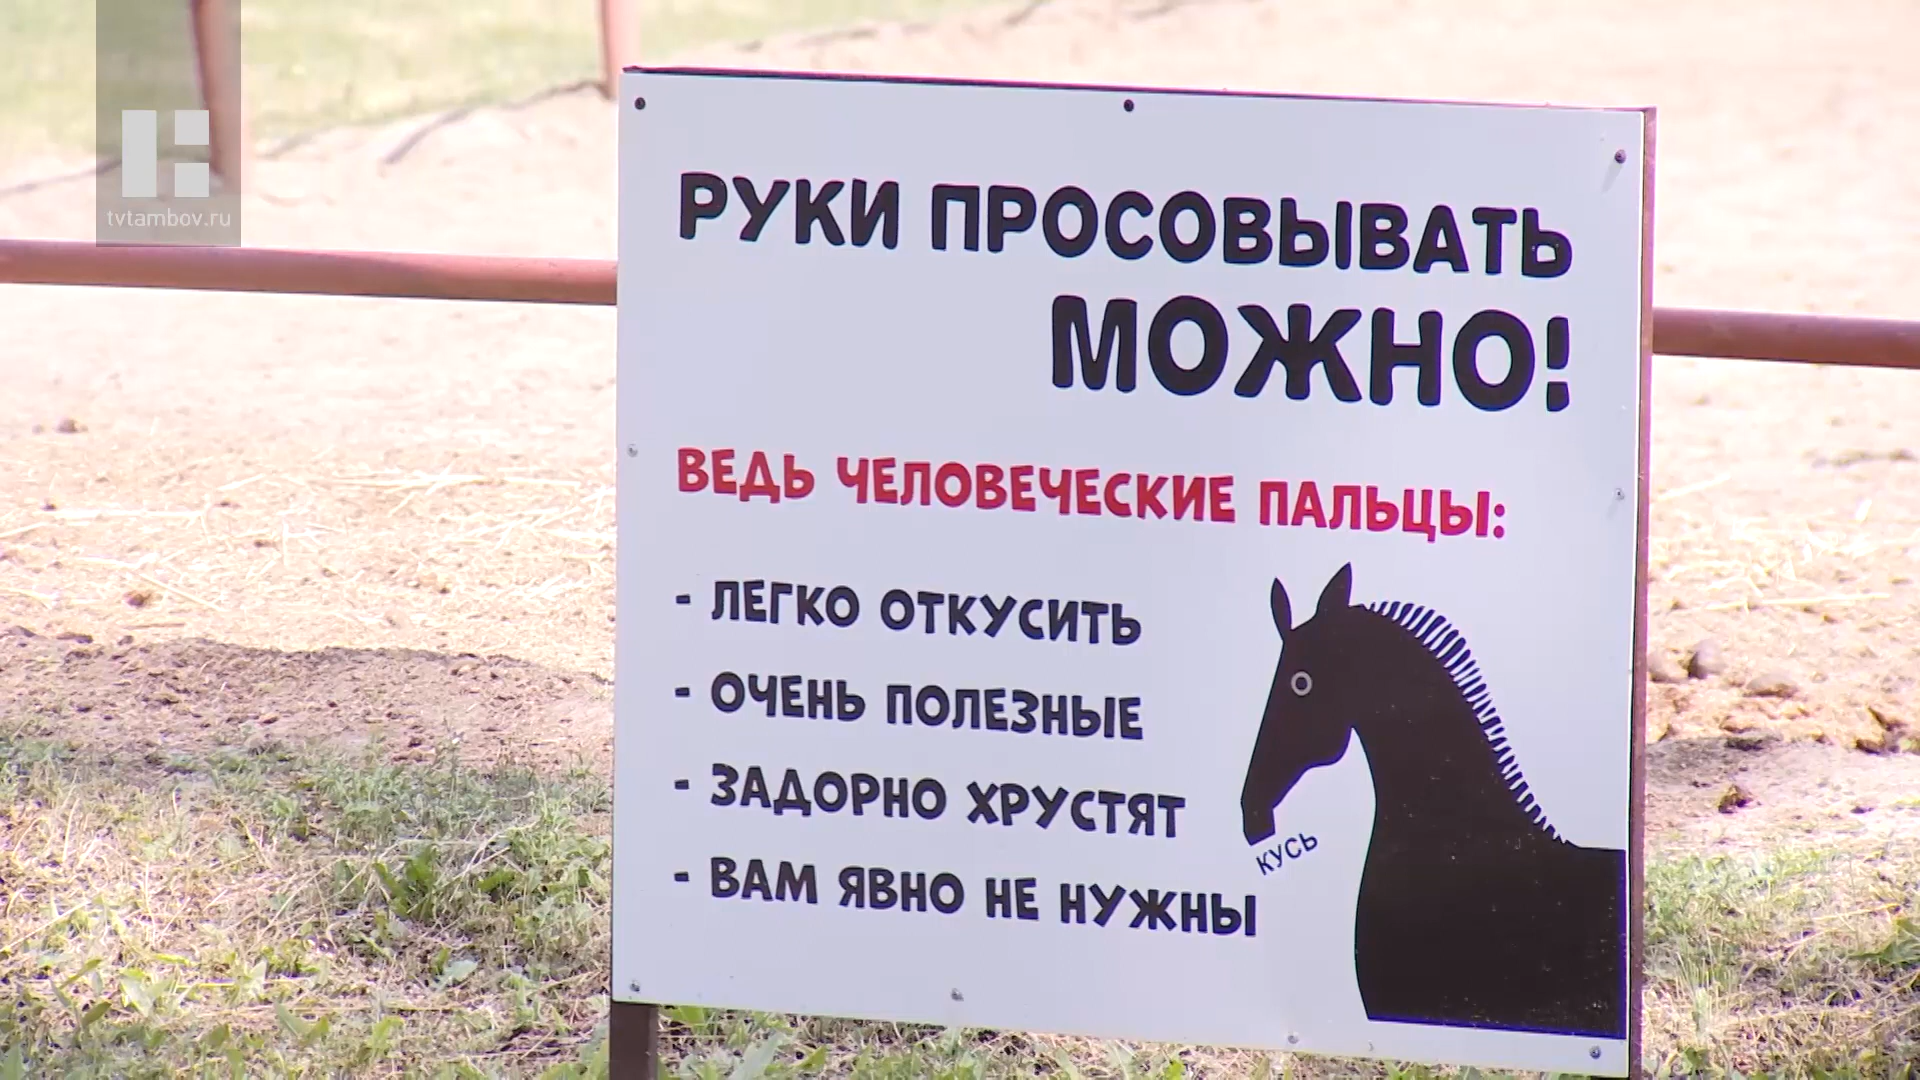 tvtambov.ru
РУКИ ПРОСОВЫВАТЬ
МОЖНО!
ВЕДЬ ЧЕЛОВЕЧЕСКИЕ ПАЛЬЦЫ:
- ЛЕГКО ОТКУСИТЬ
- ОЧЕНЬ ПОЛЕЗНЫЕ
- ЗАДОРНО ХРУСТЯТ
КУСЬ
- ВАМ ЯВНО НЕ НУЖНЫ